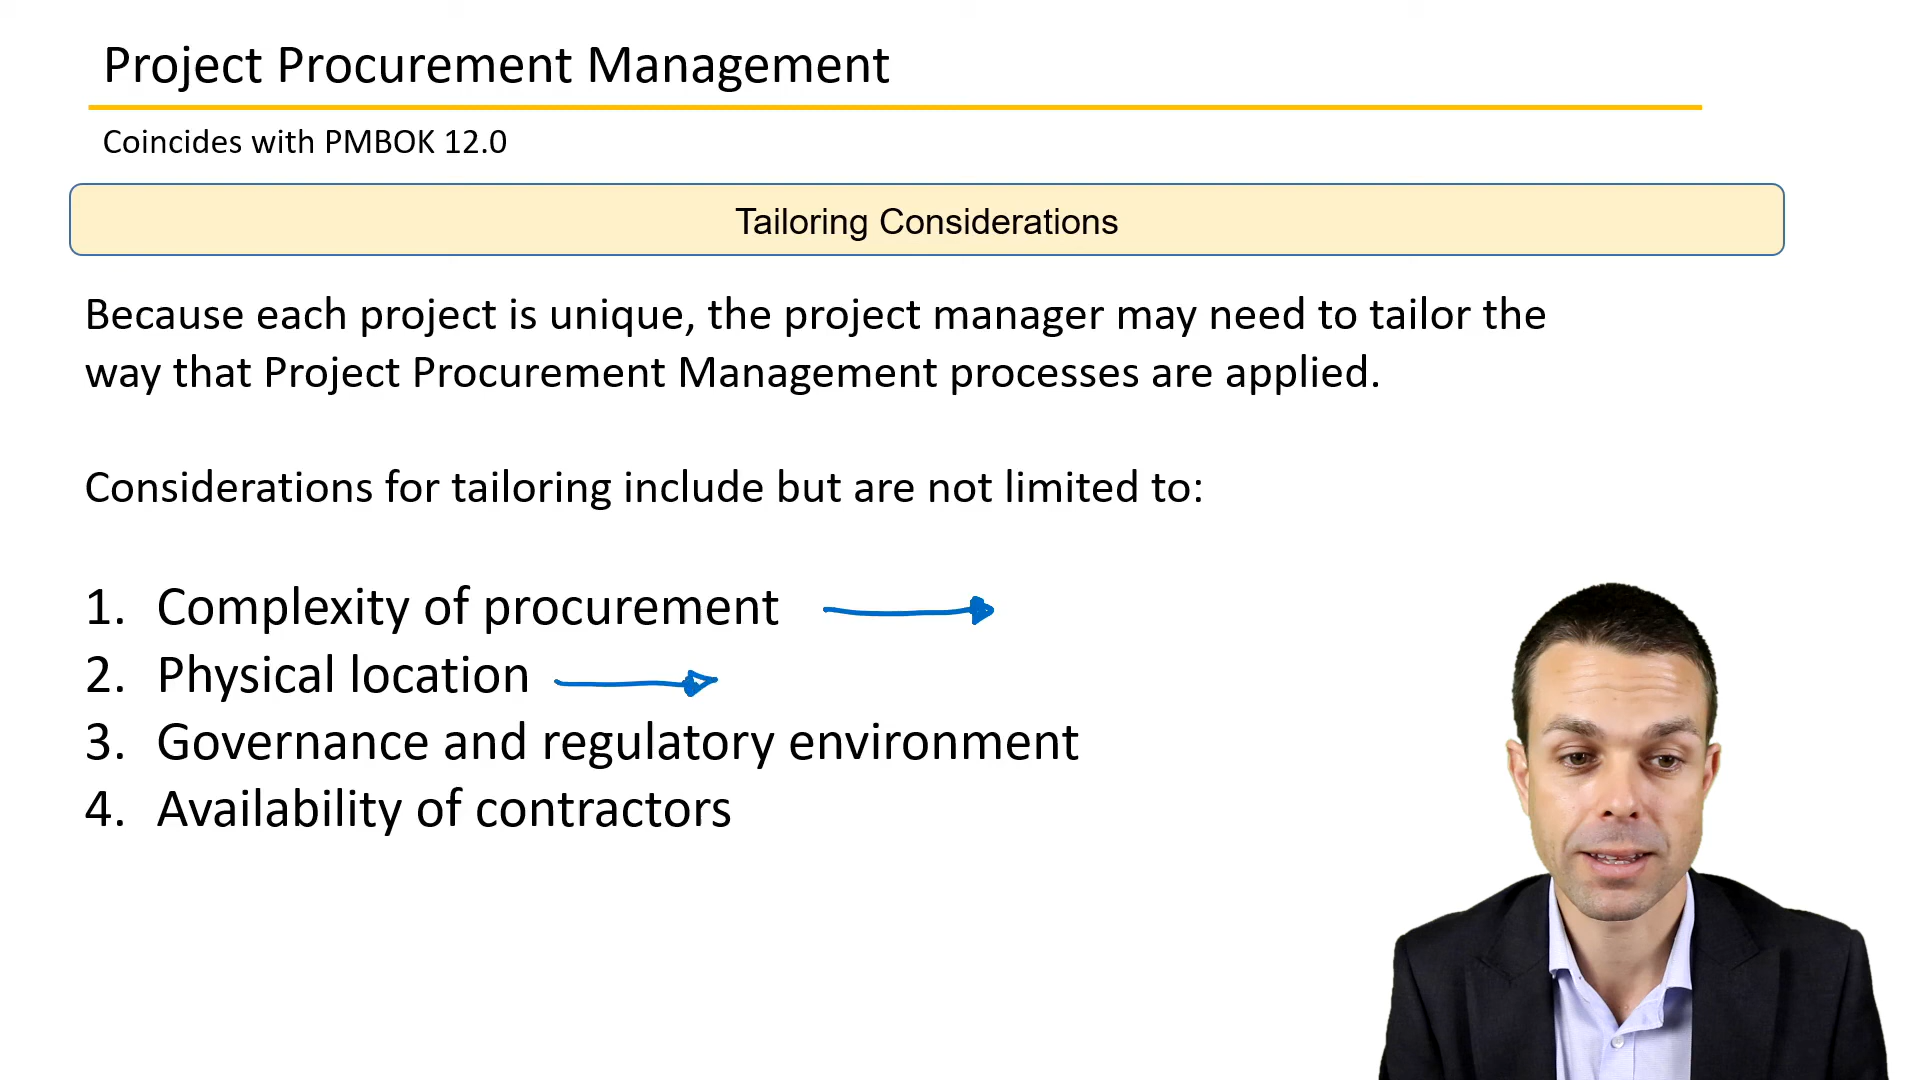 Project Procurement Management
Coincides with PMBOK 12.0
Tailoring Considerations
Because each project is unique, the project manager may need to tailor the
way that Project Procurement Management processes are applied.
Considerations for tailoring include but are not limited to:
1. Complexity of procurement
2. Physical location
3. Governance and regulatory environment
4. Availability of contractors